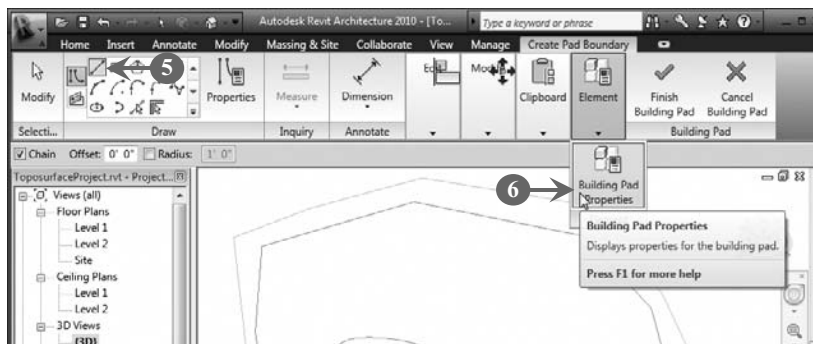 Autodesk Revit Architecture 2010 - [To...
Type a keyword or phrase
Home Insert Annotate Modify Massing & Site Collaborate View Manage Create Pad Boundary
5
Modify
Properties
Measure
Dimension
Edit
Modify
Clipboard
Element
Finish Building Pad
Cancel Building Pad
Selecti... Draw Inquiry Annotate Building Pad
Chain Offset: 0' 0" Radius: 1' 0"
ToposurfaceProject.rvt - Project...
Views (all)
Floor Plans
Level 1
Level 2
Site
Ceiling Plans
Level 1
Level 2
3D Views
{3D}
6
Building Pad
Properties
Building Pad Properties
Displays properties for the building pad.
Press F1 for more help